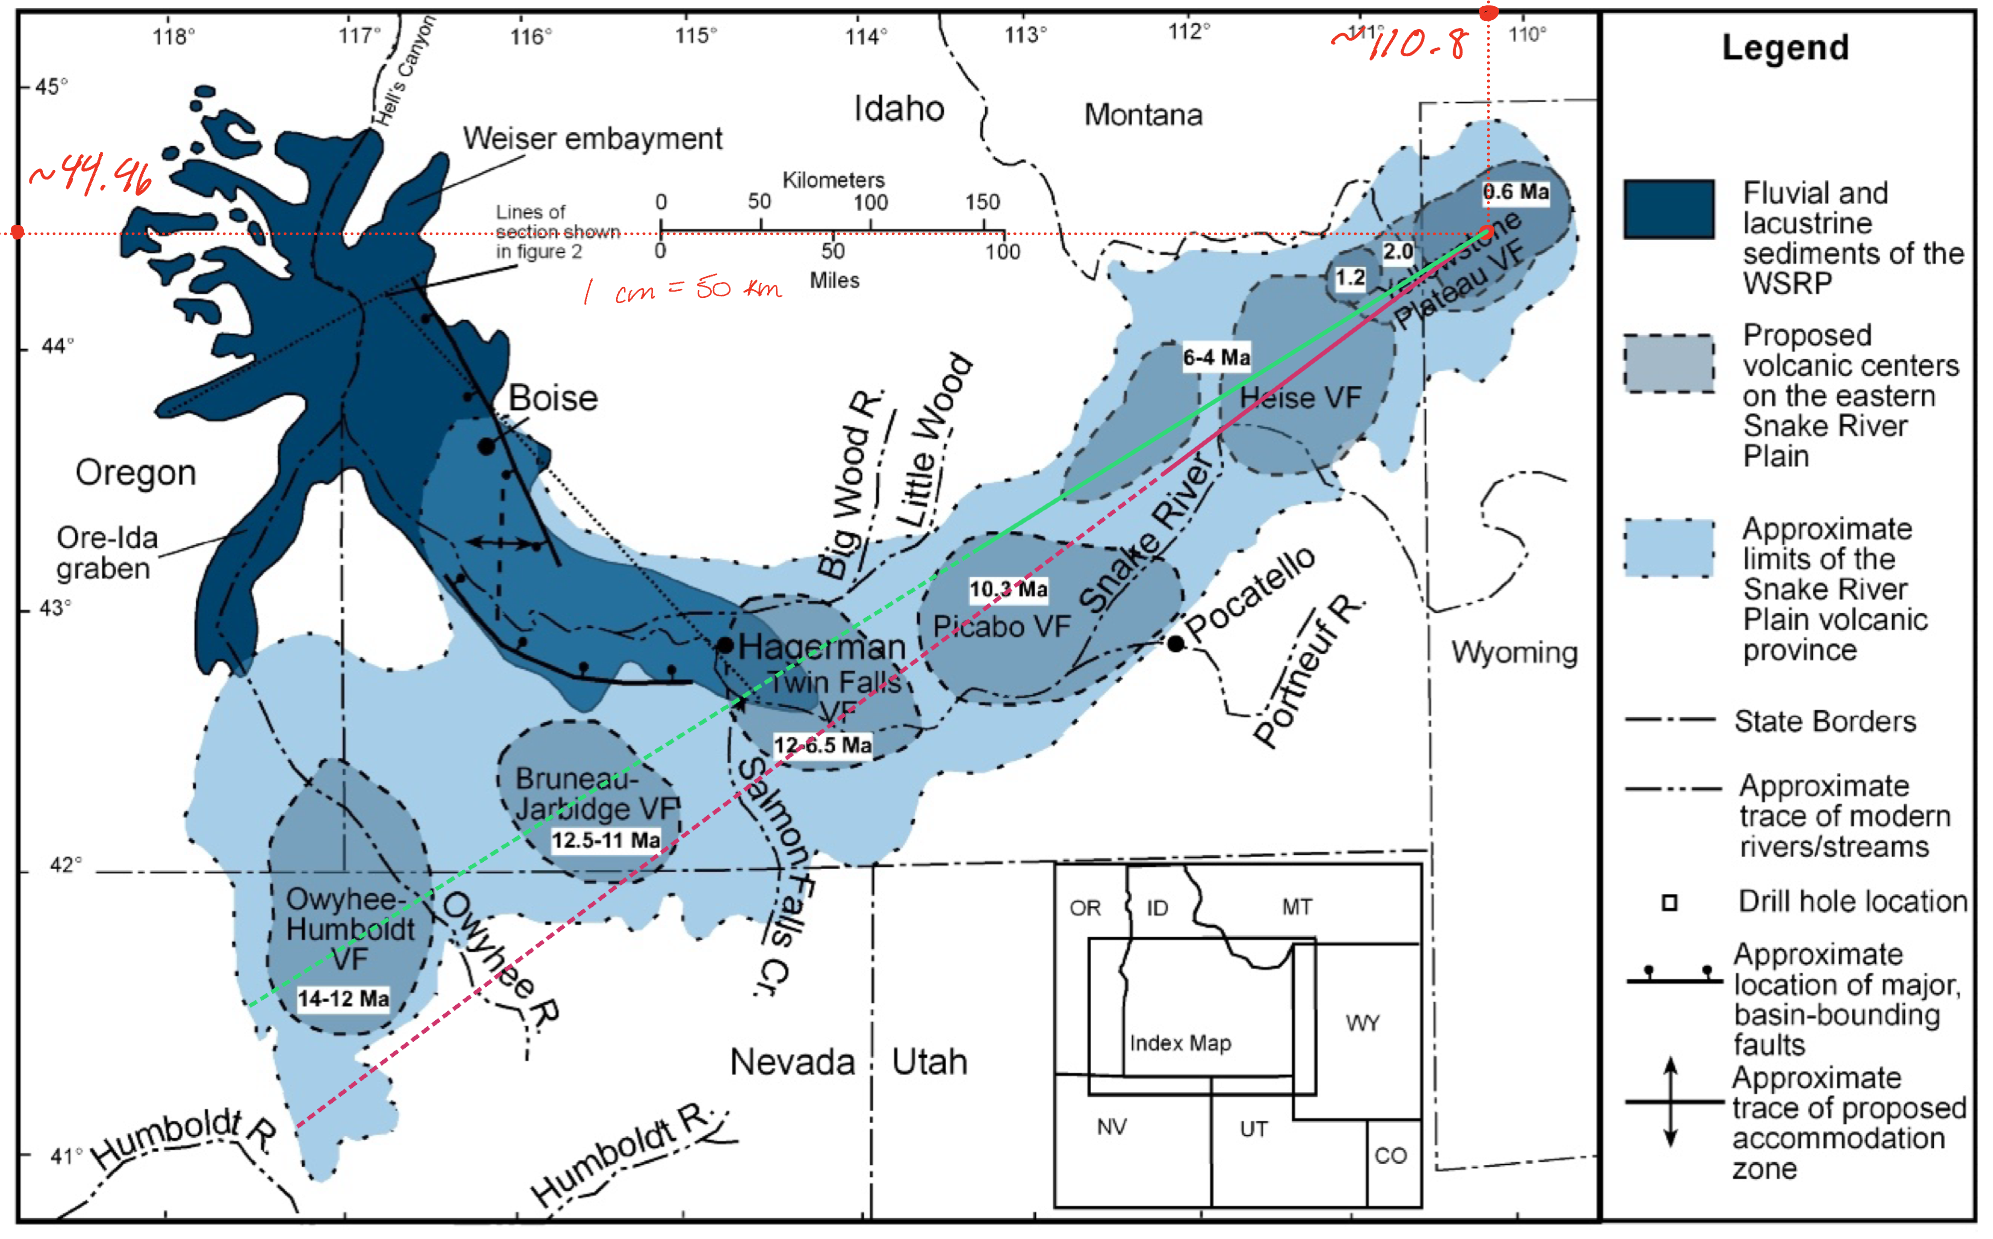 118° 117° 116° 115° 114° 113° 112° 111° 110°
~110.8
45°
44°
43°
42°
41°
~44.46
Hell's Canyon
Weiser embayment
Idaho
Montana
Kilometers
0 50 100 150
0 50 100
Miles
Lines of
section shown
in figure 2
1 cm = 50 km
0.6 Ma
2.0
1.2
Yellowstone
Plateau VF
6-4 Ma
Heise VF
Boise
Oregon
Ore-Ida
graben
Big Wood R.
Little Wood
Snake River
10.3 Ma
Picabo VF
Pocatello
Portneuf R.
Wyoming
Hagerman
Twin Falls
VF
12-6.5 Ma
Bruneau-
Jarbidge VF
12.5-11 Ma
Salmon Falls Cr.
Owyhee-
Humboldt
VF
14-12 Ma
Owyhee R.
Nevada
Utah
Humboldt R.
Humboldt R.
OR ID MT
WY
Index Map
NV UT CO
Legend
Fluvial and
lacustrine
sediments of the
WSRP
Proposed
volcanic centers
on the eastern
Snake River
Plain
Approximate
limits of the
Snake River
Plain volcanic
province
State Borders
Approximate
trace of modern
rivers/streams
Drill hole location
Approximate
location of major,
basin-bounding
faults
Approximate
trace of proposed
accommodation
zone